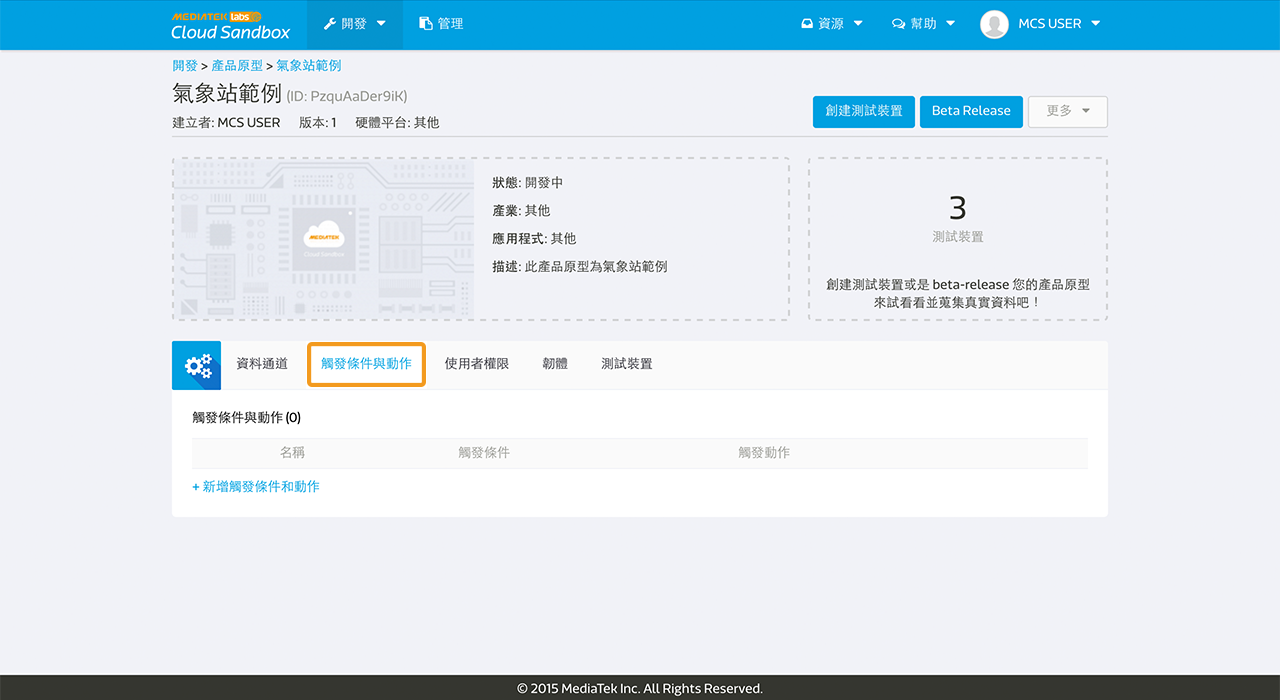 MEDIATEK labs
Cloud Sandbox
開發
管理
資源
幫助
MCS USER
開發 > 產品原型 > 氣象站範例
氣象站範例 (ID: PzquAaDer9iK)
建立者: MCS USER 版本: 1 硬體平台: 其他
創建測試裝置
Beta Release
更多
MEDIATEK
Cloud Sandbox
狀態: 開發中
產業: 其他
應用程式: 其他
描述: 此產品原型為氣象站範例
3
測試裝置
創建測試裝置或是 beta-release 您的產品原型
來試看看並蒐集真實資料吧！
資料通道
觸發條件與動作
使用者權限
韌體
測試裝置
觸發條件與動作 (0)
名稱 觸發條件 觸發動作
+ 新增觸發條件和動作
© 2015 MediaTek Inc. All Rights Reserved.